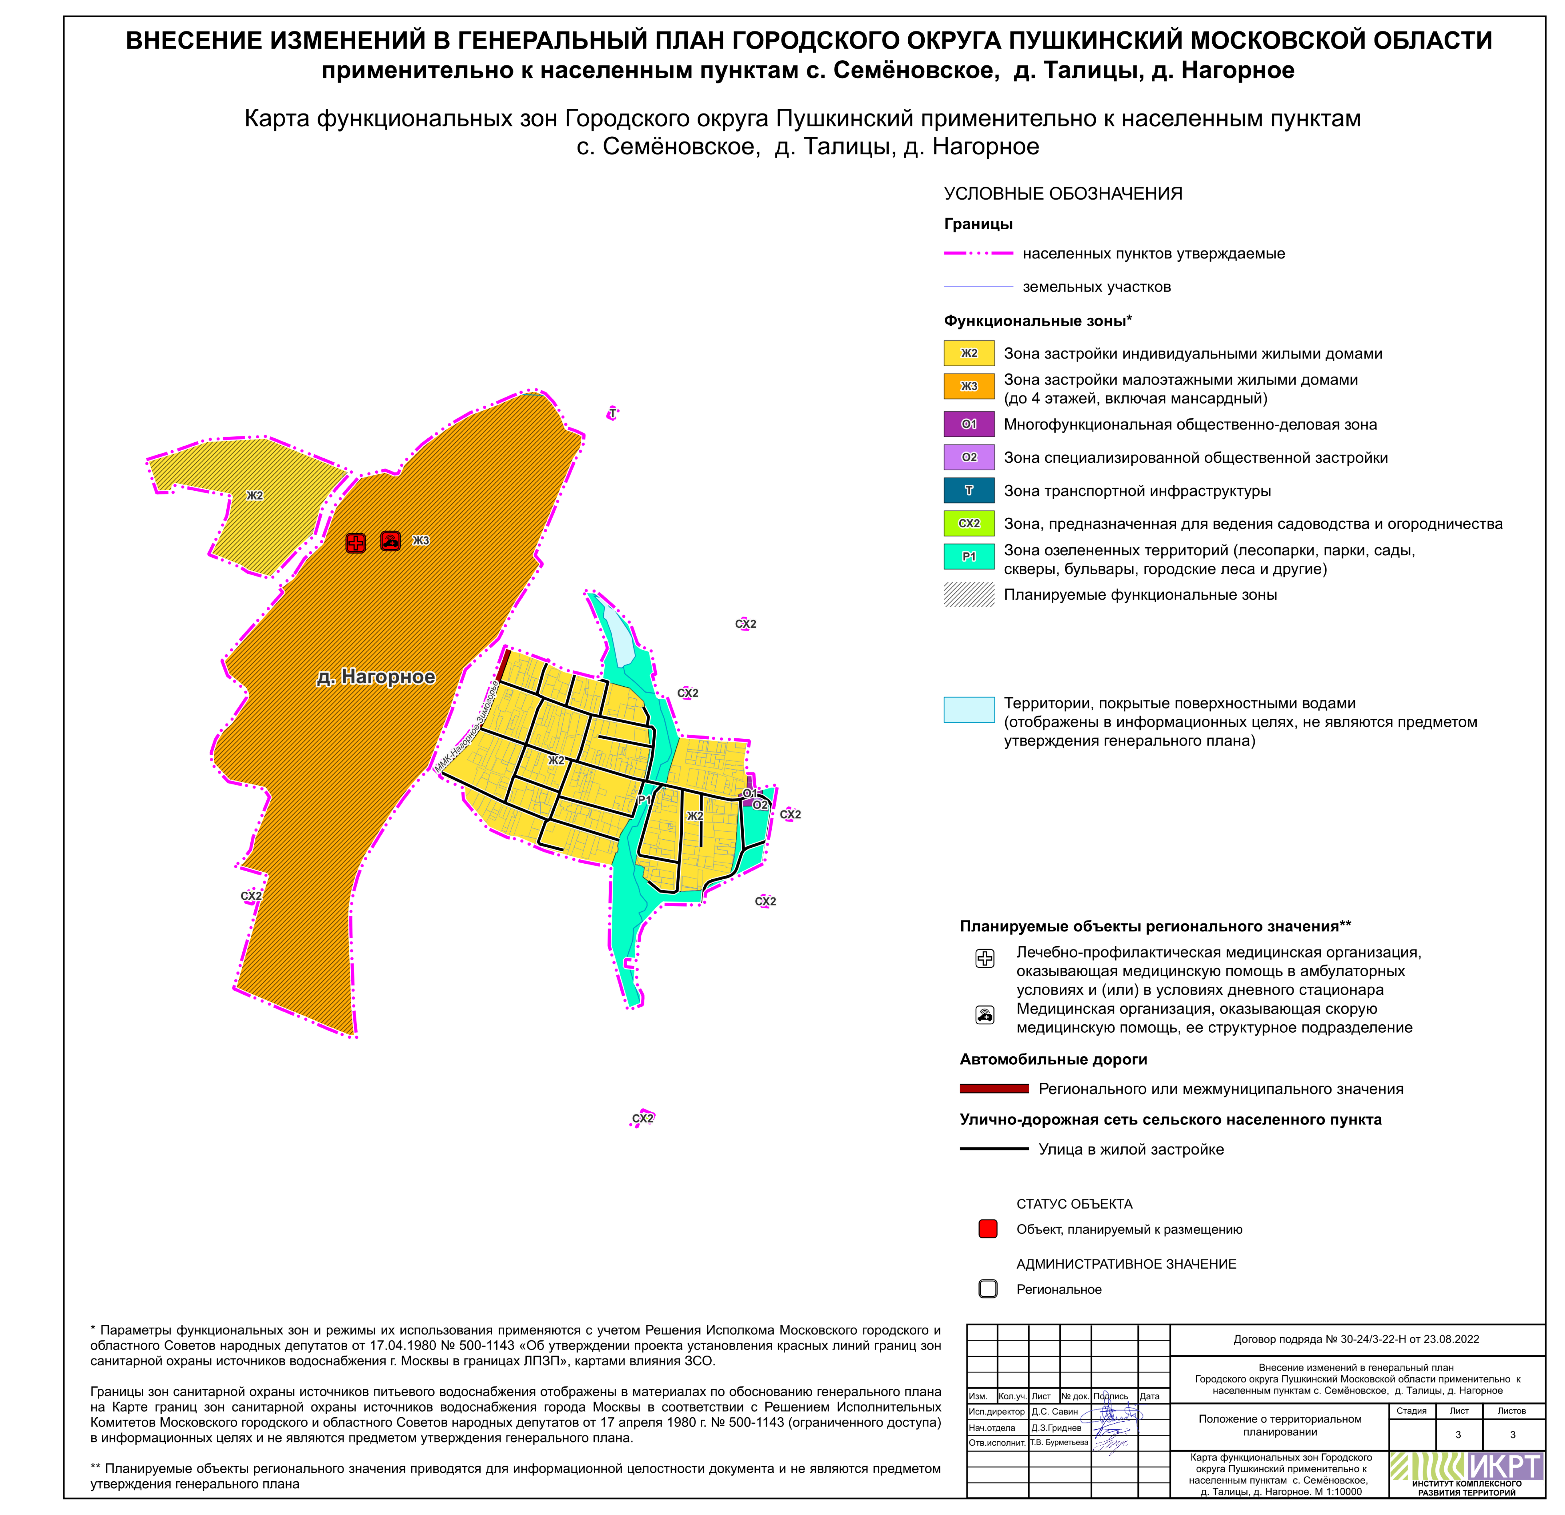 ВНЕСЕНИЕ ИЗМЕНЕНИЙ В ГЕНЕРАЛЬНЫЙ ПЛАН ГОРОДСКОГО ОКРУГА ПУШКИНСКИЙ МОСКОВСКОЙ ОБЛАСТИ
применительно к населенным пунктам с. Семёновское, д. Талицы, д. Нагорное
Карта функциональных зон Городского округа Пушкинский применительно к населенным пунктам
с. Семёновское, д. Талицы, д. Нагорное
УСЛОВНЫЕ ОБОЗНАЧЕНИЯ
Границы
населенных пунктов утверждаемые
земельных участков
Функциональные зоны*
Ж2 Зона застройки индивидуальными жилыми домами
Ж3 Зона застройки малоэтажными жилыми домами
(до 4 этажей, включая мансардный)
О1 Многофункциональная общественно-деловая зона
О2 Зона специализированной общественной застройки
Т Зона транспортной инфраструктуры
СХ2 Зона, предназначенная для ведения садоводства и огородничества
Р1 Зона озелененных территорий (лесопарки, парки, сады,
скверы, бульвары, городские леса и другие)
Планируемые функциональные зоны
Территории, покрытые поверхностными водами
(отображены в информационных целях, не являются предметом
утверждения генерального плана)
Планируемые объекты регионального значения**
Лечебно-профилактическая медицинская организация,
оказывающая медицинскую помощь в амбулаторных
условиях и (или) в условиях дневного стационара
Медицинская организация, оказывающая скорую
медицинскую помощь, ее структурное подразделение
Автомобильные дороги
Регионального или межмуниципального значения
Улично-дорожная сеть сельского населенного пункта
Улица в жилой застройке
СТАТУС ОБЪЕКТА
Объект, планируемый к размещению
АДМИНИСТРАТИВНОЕ ЗНАЧЕНИЕ
Региональное
Т
Ж2
Ж3
СХ2
д. Нагорное
СХ2
Ж2
Р1
О1
О2
Ж2
СХ2
СХ2
СХ2
СХ2
* Параметры функциональных зон и режимы их использования применяются с учетом Решения Исполкома Московского городского и
областного Советов народных депутатов от 17.04.1980 № 500-1143 «Об утверждении проекта установления красных линий границ зон
санитарной охраны источников водоснабжения г. Москвы в границах ЛПЗП», картами влияния ЗСО.
Границы зон санитарной охраны источников питьевого водоснабжения отображены в материалах по обоснованию генерального плана
на Карте границ зон санитарной охраны источников водоснабжения города Москвы в соответствии с Решением Исполнительных
Комитетов Московского городского и областного Советов народных депутатов от 17 апреля 1980 г. № 500-1143 (ограниченного доступа)
в информационных целях и не являются предметом утверждения генерального плана.
** Планируемые объекты регионального значения приводятся для информационной целостности документа и не являются предметом
утверждения генерального плана
Договор подряда № 30-24/3-22-Н от 23.08.2022
Внесение изменений в генеральный план
Городского округа Пушкинский Московской области применительно к
населенным пунктам с. Семёновское, д. Талицы, д. Нагорное
Изм. Кол.уч. Лист № док. Подпись Дата
Исп.директор Д.С. Савин
Нач.отдела Д.З.Гриднев
Отв.исполнит. Т.В. Бурметьева
Положение о территориальном
планировании
Стадия Лист Листов
3 3
Карта функциональных зон Городского
округа Пушкинский применительно к
населенным пунктам с. Семёновское,
д. Талицы, д. Нагорное. М 1:10000
ИКРТ
ИНСТИТУТ КОМПЛЕКСНОГО
РАЗВИТИЯ ТЕРРИТОРИЙ